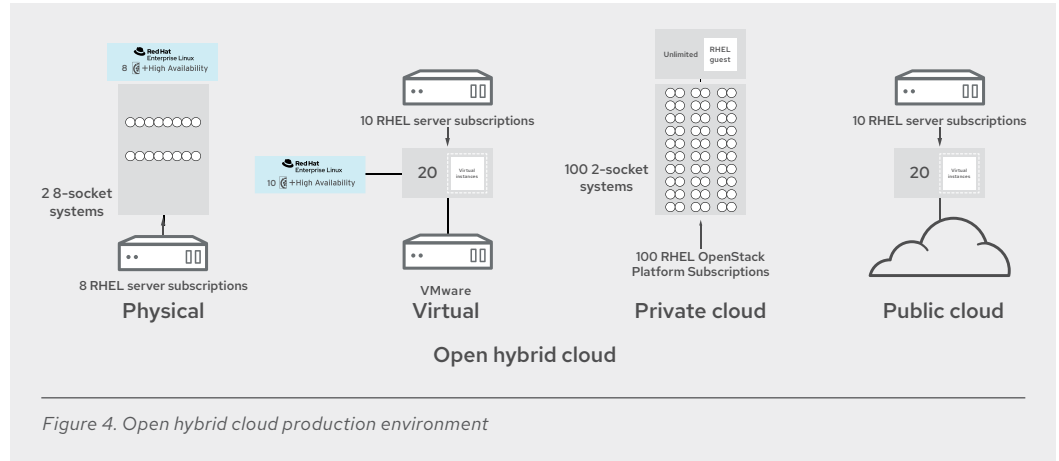 Red Hat
Enterprise Linux
8 +High Availability
2 8-socket
systems
8 RHEL server subscriptions
Physical
10 RHEL server subscriptions
20
Virtual
instances
Red Hat
Enterprise Linux
10 +High Availability
VMware
Virtual
Unlimited
RHEL
guest
100 2-socket
systems
100 RHEL OpenStack
Platform Subscriptions
Private cloud
10 RHEL server subscriptions
20
Virtual
instances
Public cloud
Open hybrid cloud
Figure 4. Open hybrid cloud production environment